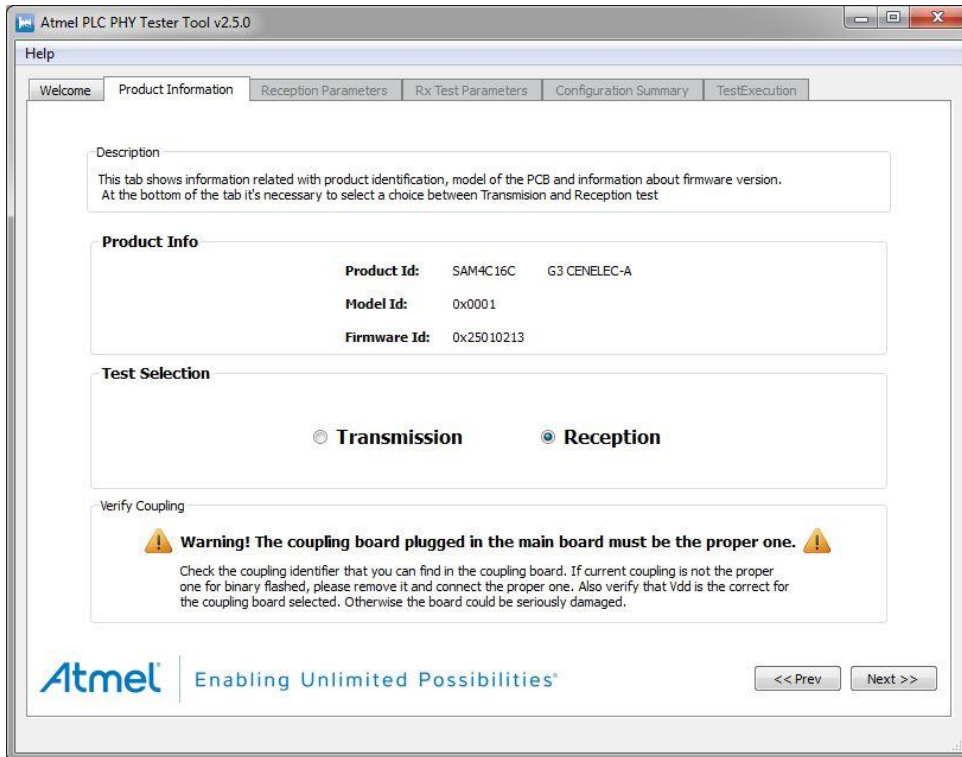 Atmel PLC PHY Tester Tool v2.5.0
Help
Welcome Product Information Reception Parameters Rx Test Parameters Configuration Summary TestExecution
Description
This tab shows information related with product identification, model of the PCB and information about firmware version.
At the bottom of the tab it's necessary to select a choice between Transmision and Reception test
Product Info
Product Id: SAM4C16C G3 CENELEC-A
Model Id: 0x0001
Firmware Id: 0x25010213
Test Selection
Transmission Reception
Verify Coupling
Warning! The coupling board plugged in the main board must be the proper one.
Check the coupling identifier that you can find in the coupling board. If current coupling is not the proper
one for binary flashed, please remove it and connect the proper one. Also verify that Vdd is the correct for
the coupling board selected. Otherwise the board could be seriously damaged.
Atmel Enabling Unlimited Possibilities®
<< Prev Next >>